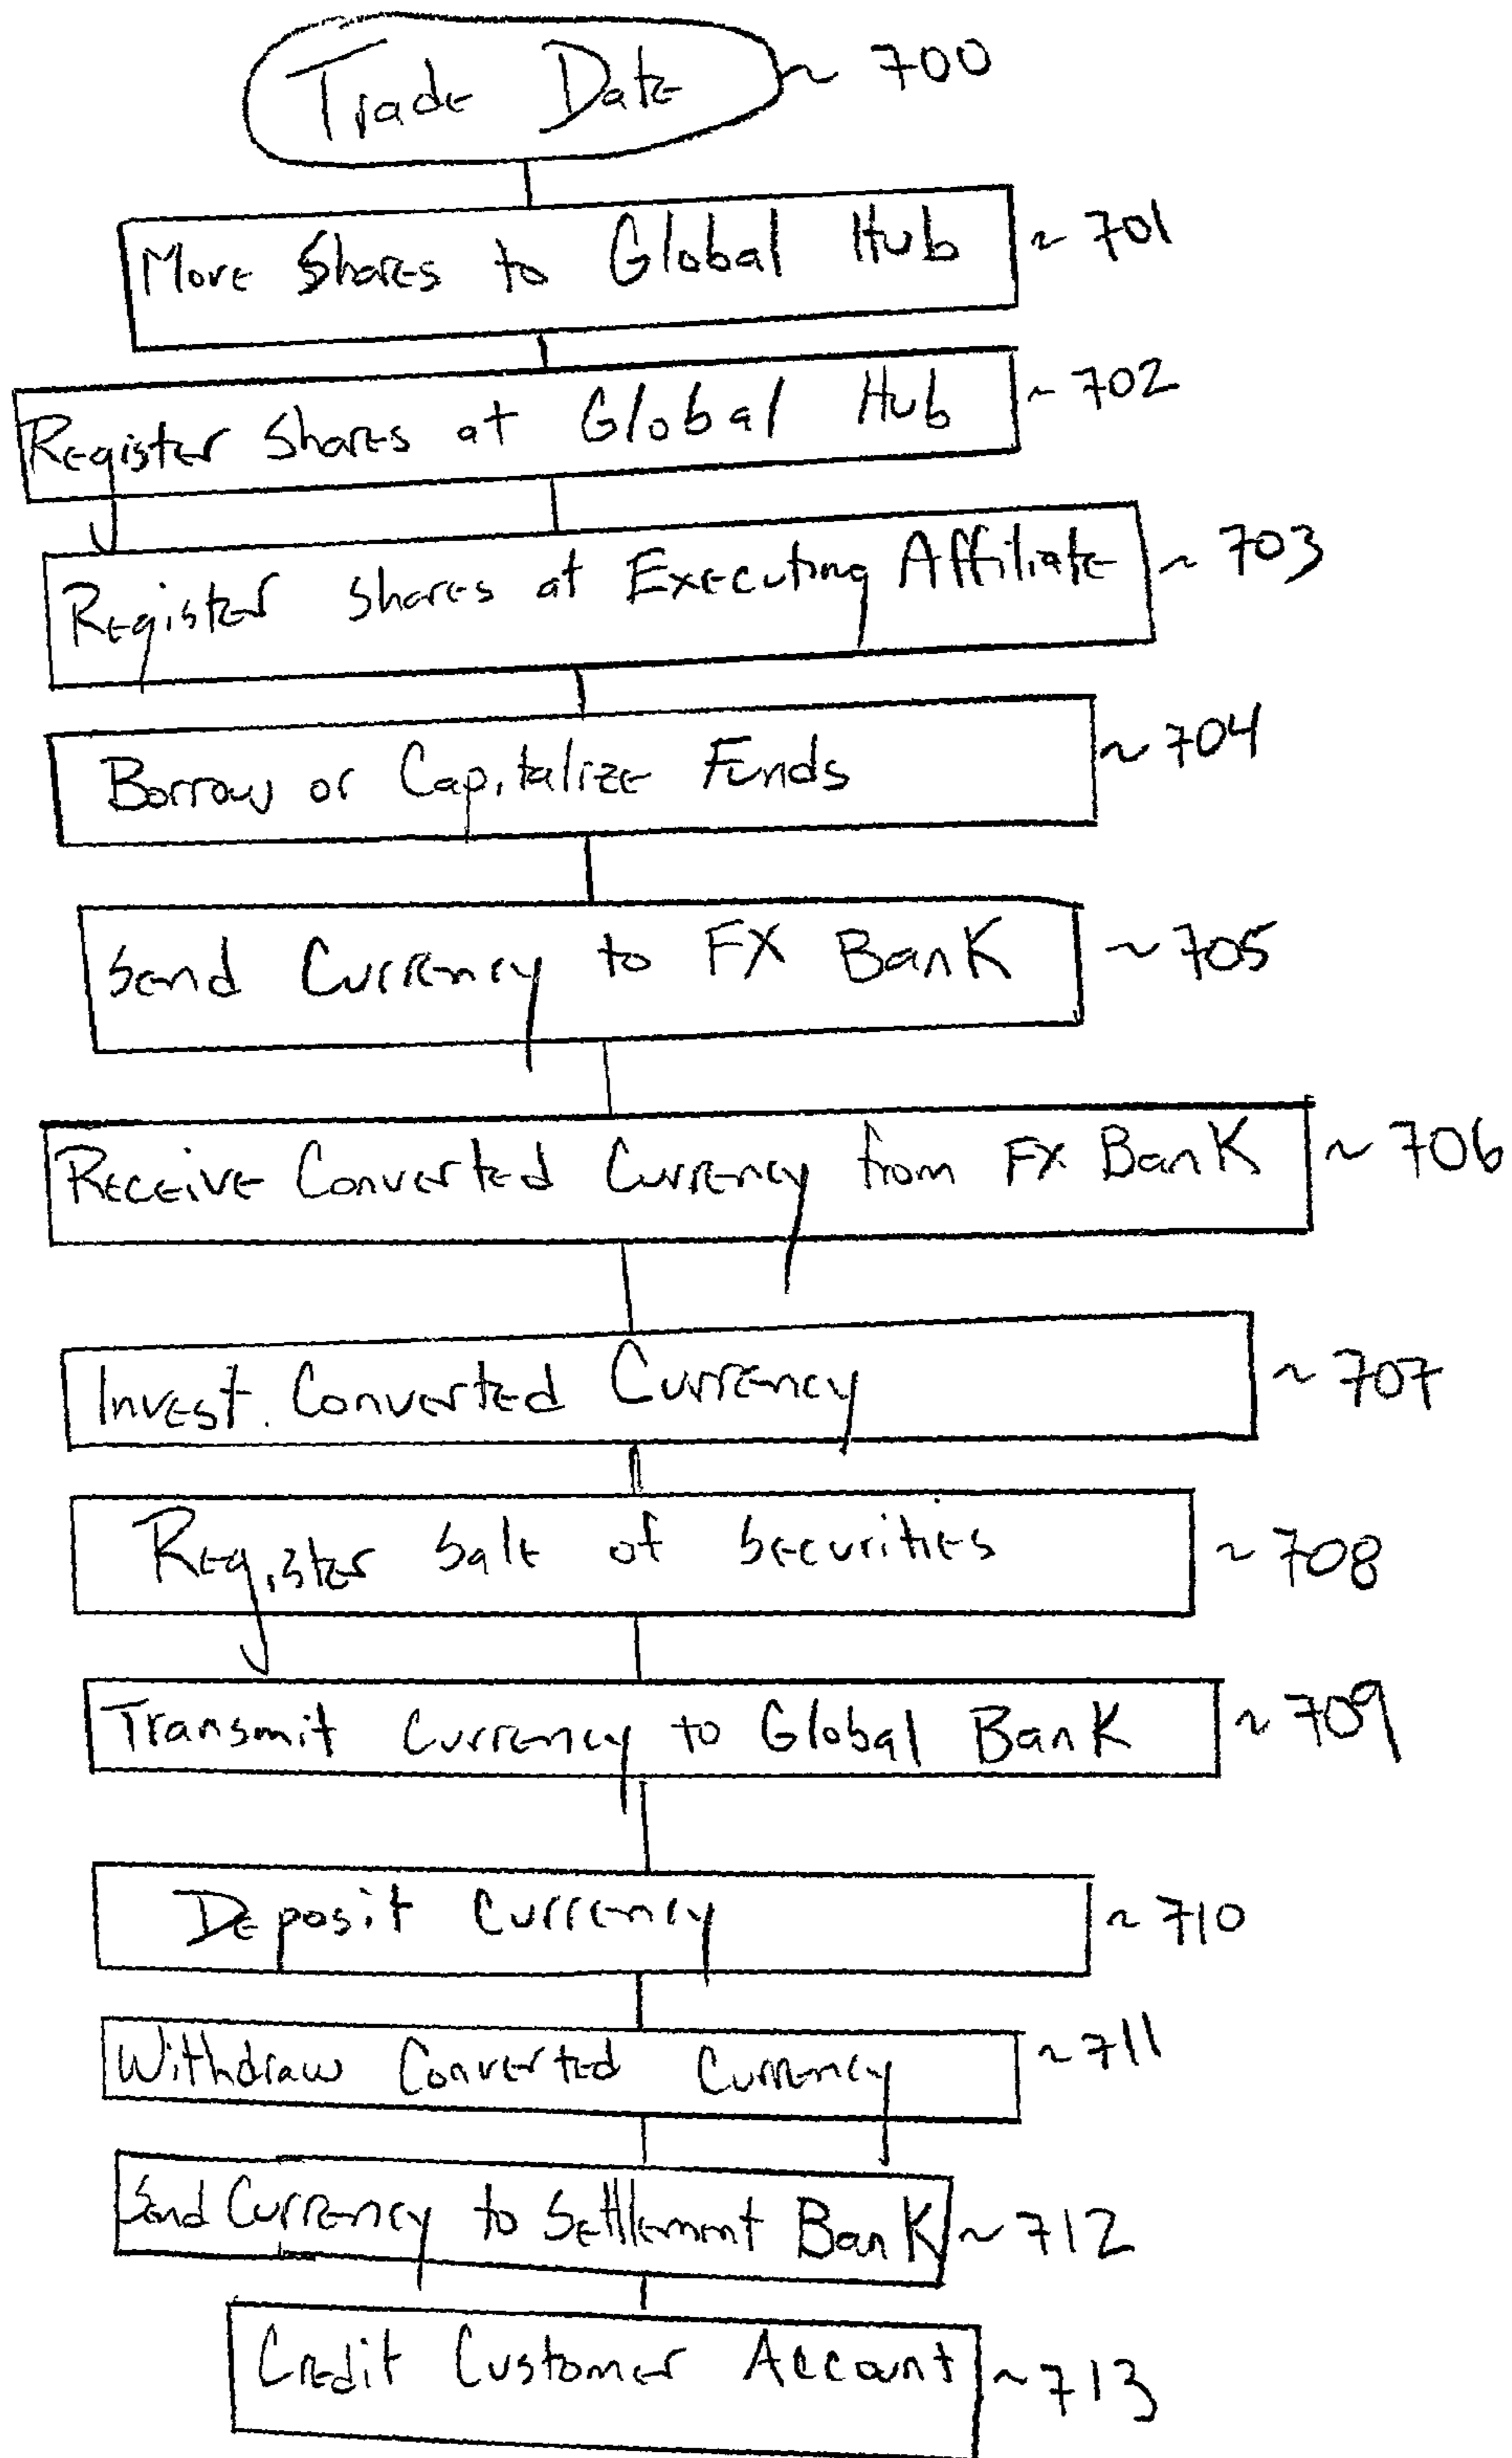 Trade Date ~ 700
More Shares to Global Hub ~ 701
Register Shares at Global Hub ~ 702
Register Shares at Executing Affiliate ~ 703
Borrow or Capitalize Funds ~ 704
Send Currency to FX Bank ~ 705
Receive Converted Currency from FX Bank ~ 706
Invest. Converted Currency ~ 707
Register Sale of Securities ~ 708
Transmit Currency to Global Bank ~ 709
Deposit Currency ~ 710
Withdraw Converted Currency ~ 711
Send Currency to Settlement Bank ~ 712
Credit Customer Account ~ 713